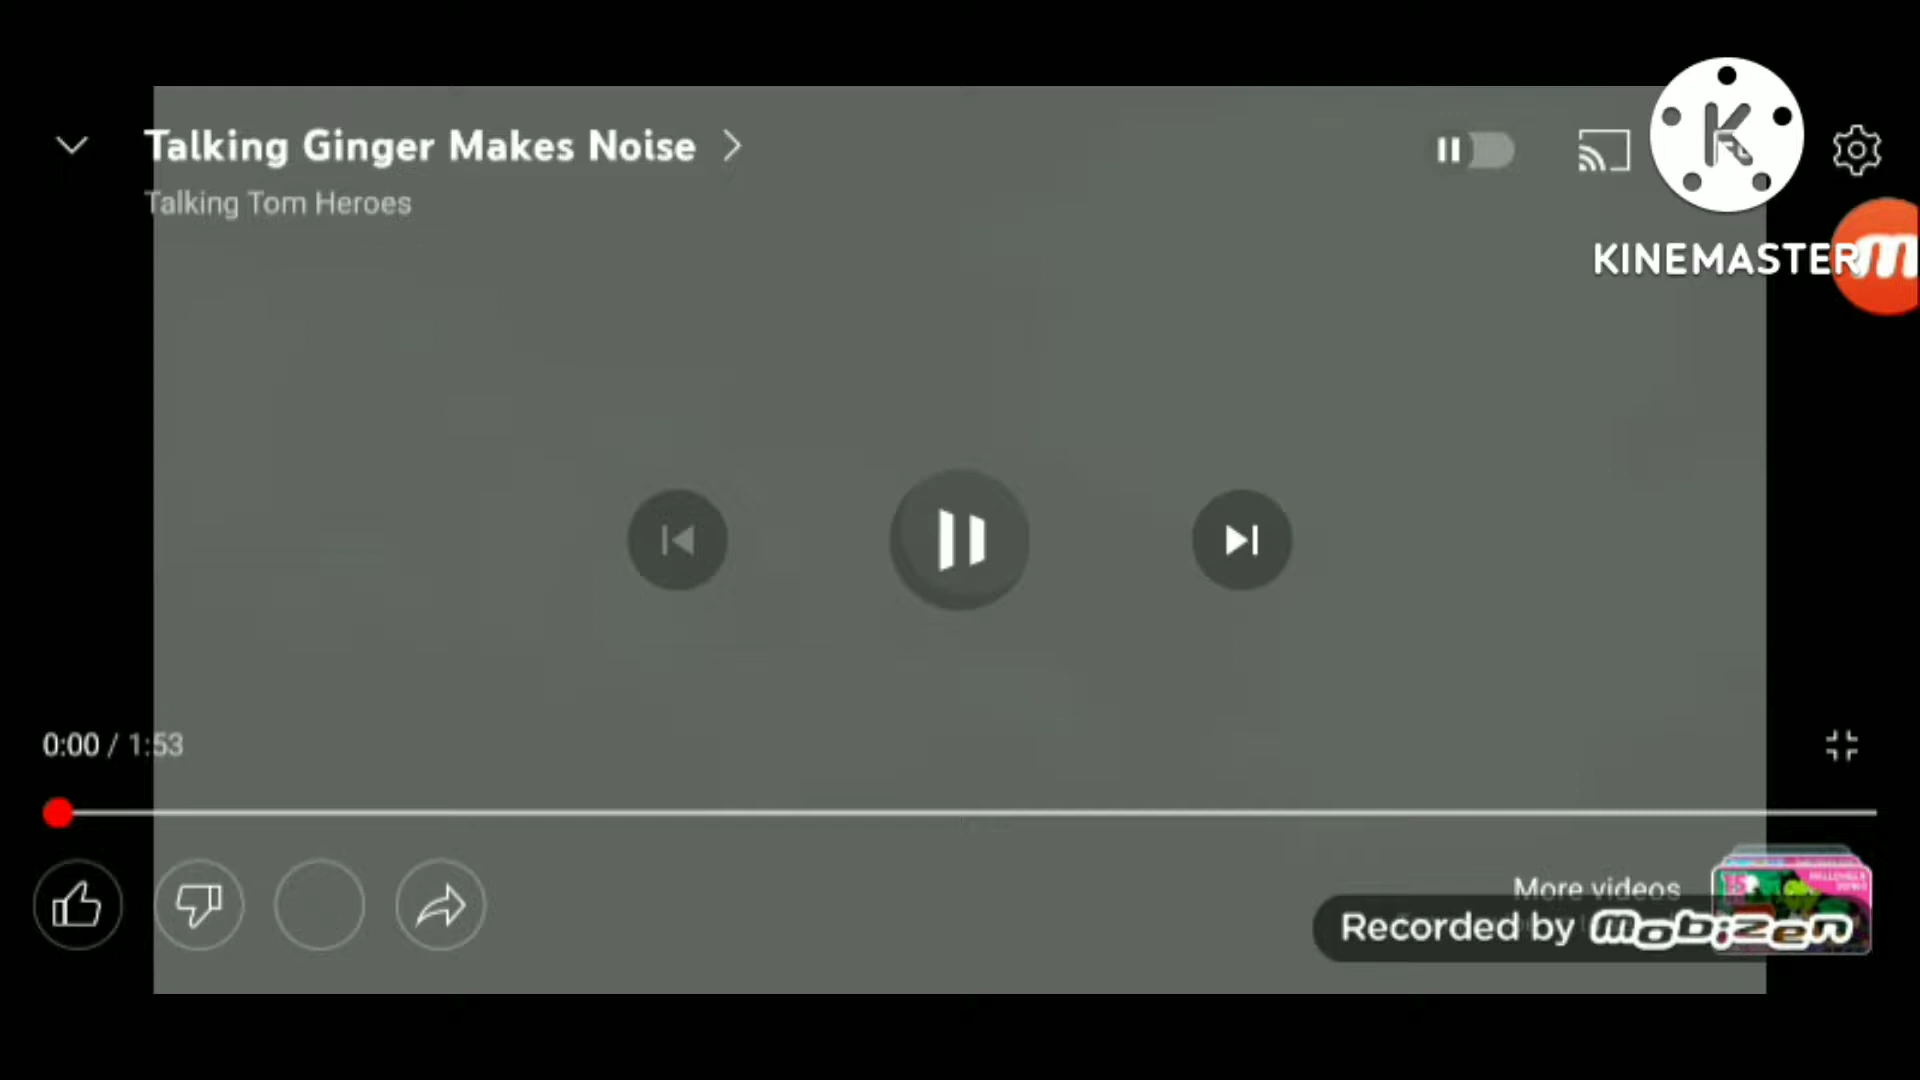 Talking Ginger Makes Noise
Talking Tom Heroes
KINEMASTER
0:00 / 1:53
More videos
Recorded by mobizen